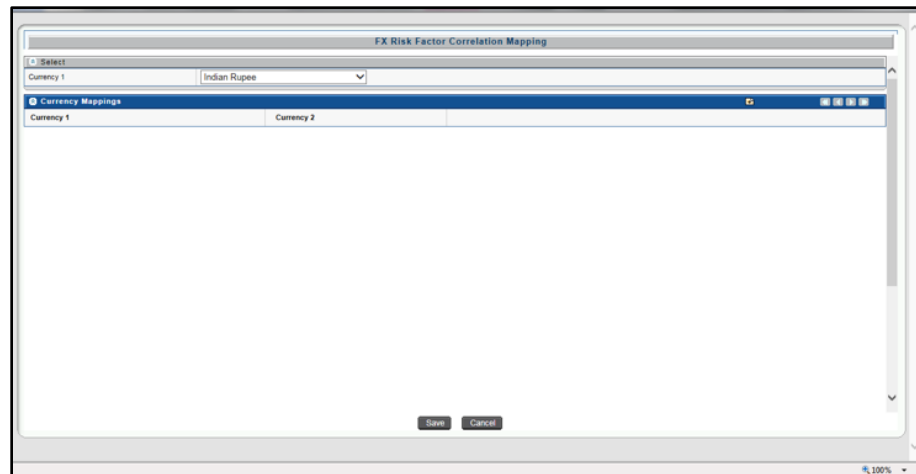 FX Risk Factor Correlation Mapping
Select
Currency 1 Indian Rupee
Currency Mappings
Currency 1 Currency 2
Save Cancel
100%